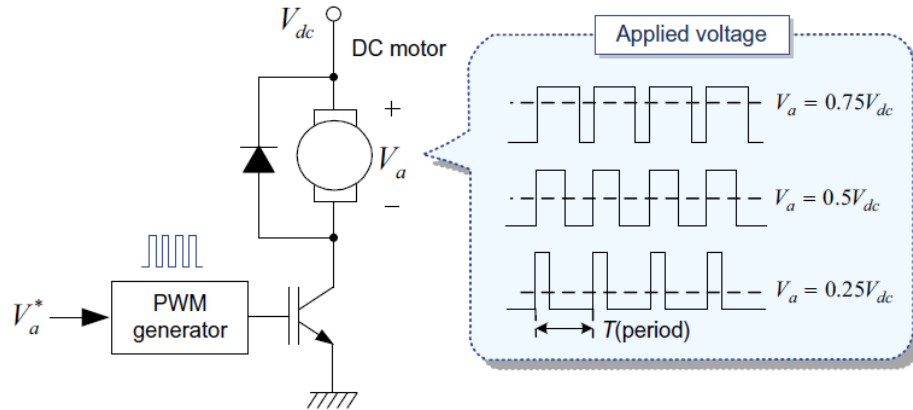 V_dc
DC motor
+
V_a
−
PWM
generator
V_a^*
Applied voltage
V_a = 0.75V_dc
V_a = 0.5V_dc
V_a = 0.25V_dc
T(period)